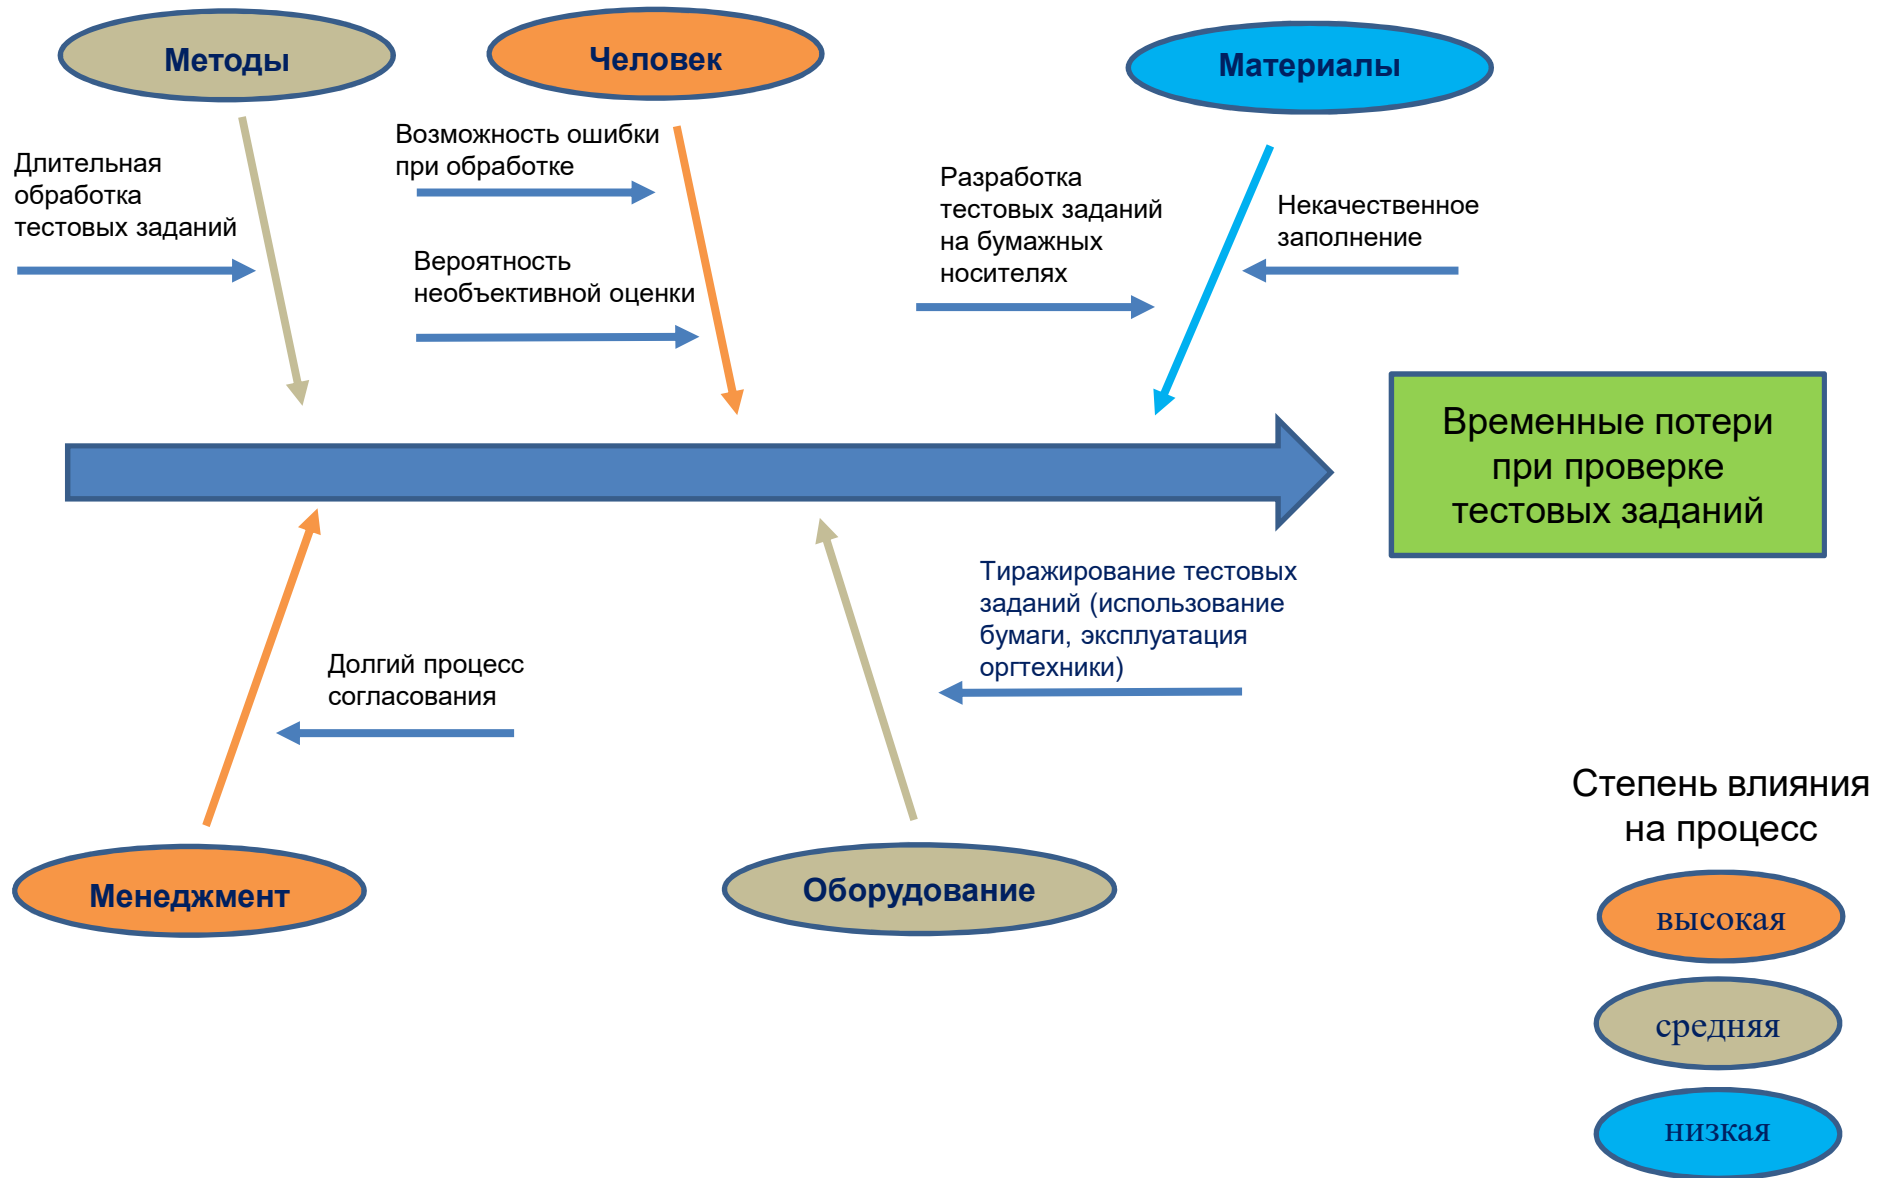 Методы
Человек
Материалы
Длительная
обработка
тестовых заданий
Возможность ошибки
при обработке
Вероятность
необъективной оценки
Разработка
тестовых заданий
на бумажных
носителях
Некачественное
заполнение
Временные потери
при проверке
тестовых заданий
Долгий процесс
согласования
Тиражирование тестовых
заданий (использование
бумаги, эксплуатация
оргтехники)
Менеджмент
Оборудование
Степень влияния
на процесс
высокая
средняя
низкая